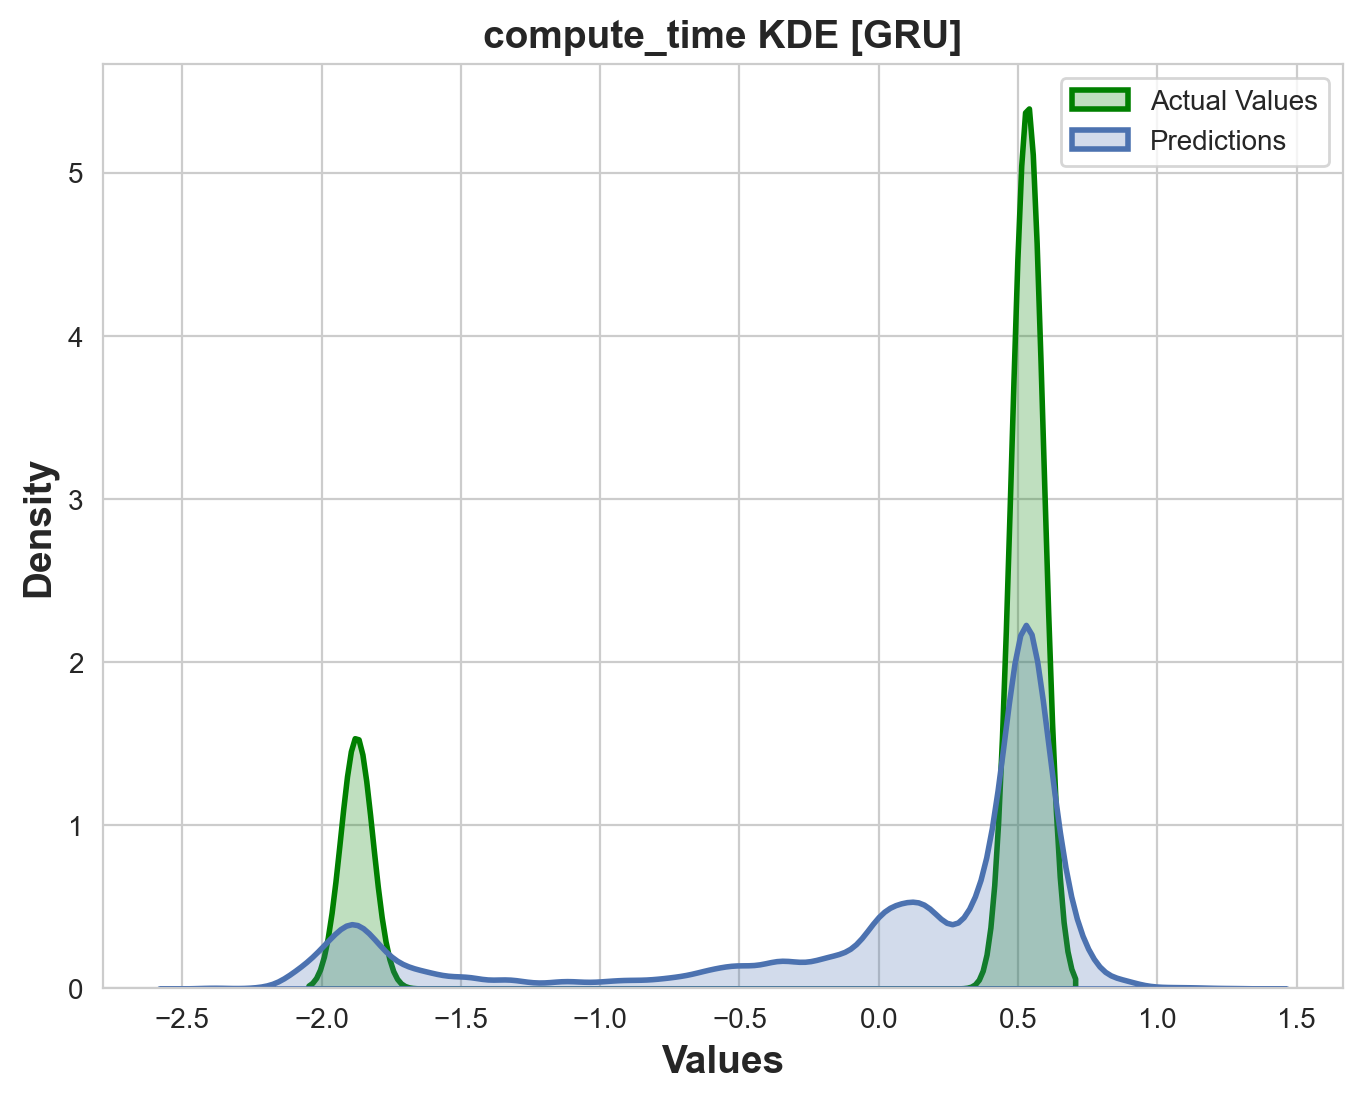 compute_time KDE [GRU]
Actual Values
Predictions
Density
5
4
3
2
1
0
−2.5 −2.0 −1.5 −1.0 −0.5 0.0 0.5 1.0 1.5
Values